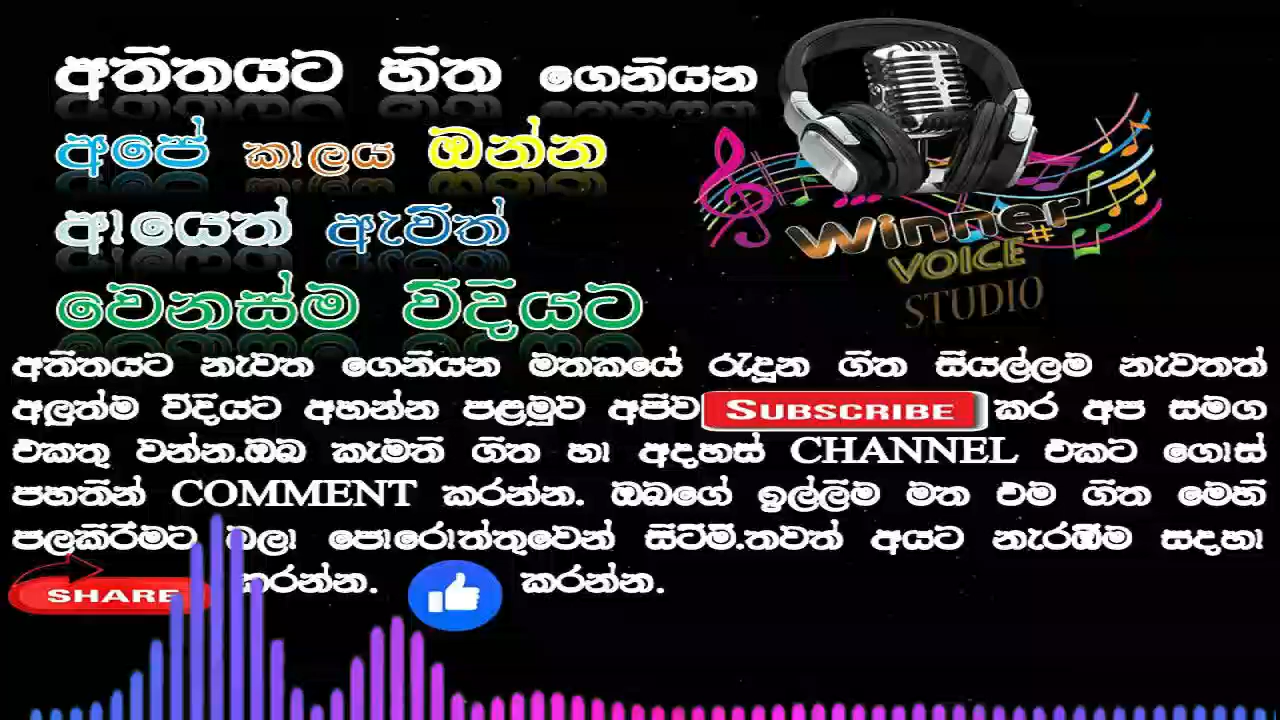 අතිතයට හිත ගෙනියන
අපේ කාලය ඔන්න
ආයෙත් ඇවිත්
වෙනස්ම විදියට
Winner
#
VOICE
STUDIO
අතිතයට නැවත ගෙනියන මතකයේ රැදුන ගිත සියල්ලම නැවතත්
අලුත්ම විදියට අහන්න පළමුව අපිව SUBSCRIBE කර අප සමග
එකතු වන්න.ඔබ කැමති ගිත හා අදහස් CHANNEL එකට ගොස්
පහතින් COMMENT කරන්න. ඔබගේ ඉල්ලීම මත එම ගිත මෙහි
පලකිරීමට බලා පොරොත්තුවෙන් සිටිමි.තවත් අයට නැරඹීම සදහා
SHARE කරන්න. කරන්න.